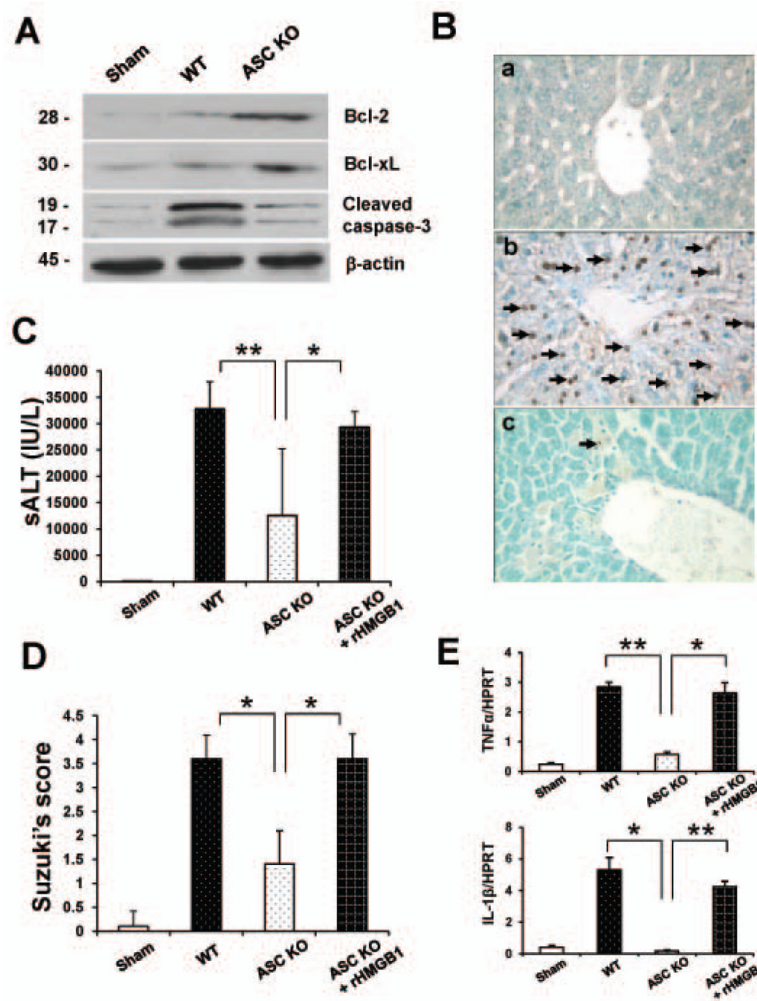 A
Sham WT ASC KO
28 - Bcl-2
30 - Bcl-xL
19 - Cleaved
17 - caspase-3
45 - β-actin
B
a
b
c
C
** *
sALT (IU/L)
40000
35000
30000
25000
20000
15000
10000
5000
0
Sham WT ASC KO ASC KO
+ rHMGB1
D
* *
Suzuki's score
4.5
4
3.5
3
2.5
2
1.5
1
0.5
0
Sham WT ASC KO ASC KO
+ rHMGB1
E
** *
TNFα/HPRT
4
3
2
1
0
Sham WT ASC KO ASC KO
+ rHMGB1
* **
IL-1β/HPRT
8
6
4
2
0
Sham WT ASC KO ASC KO
+ rHMGB1